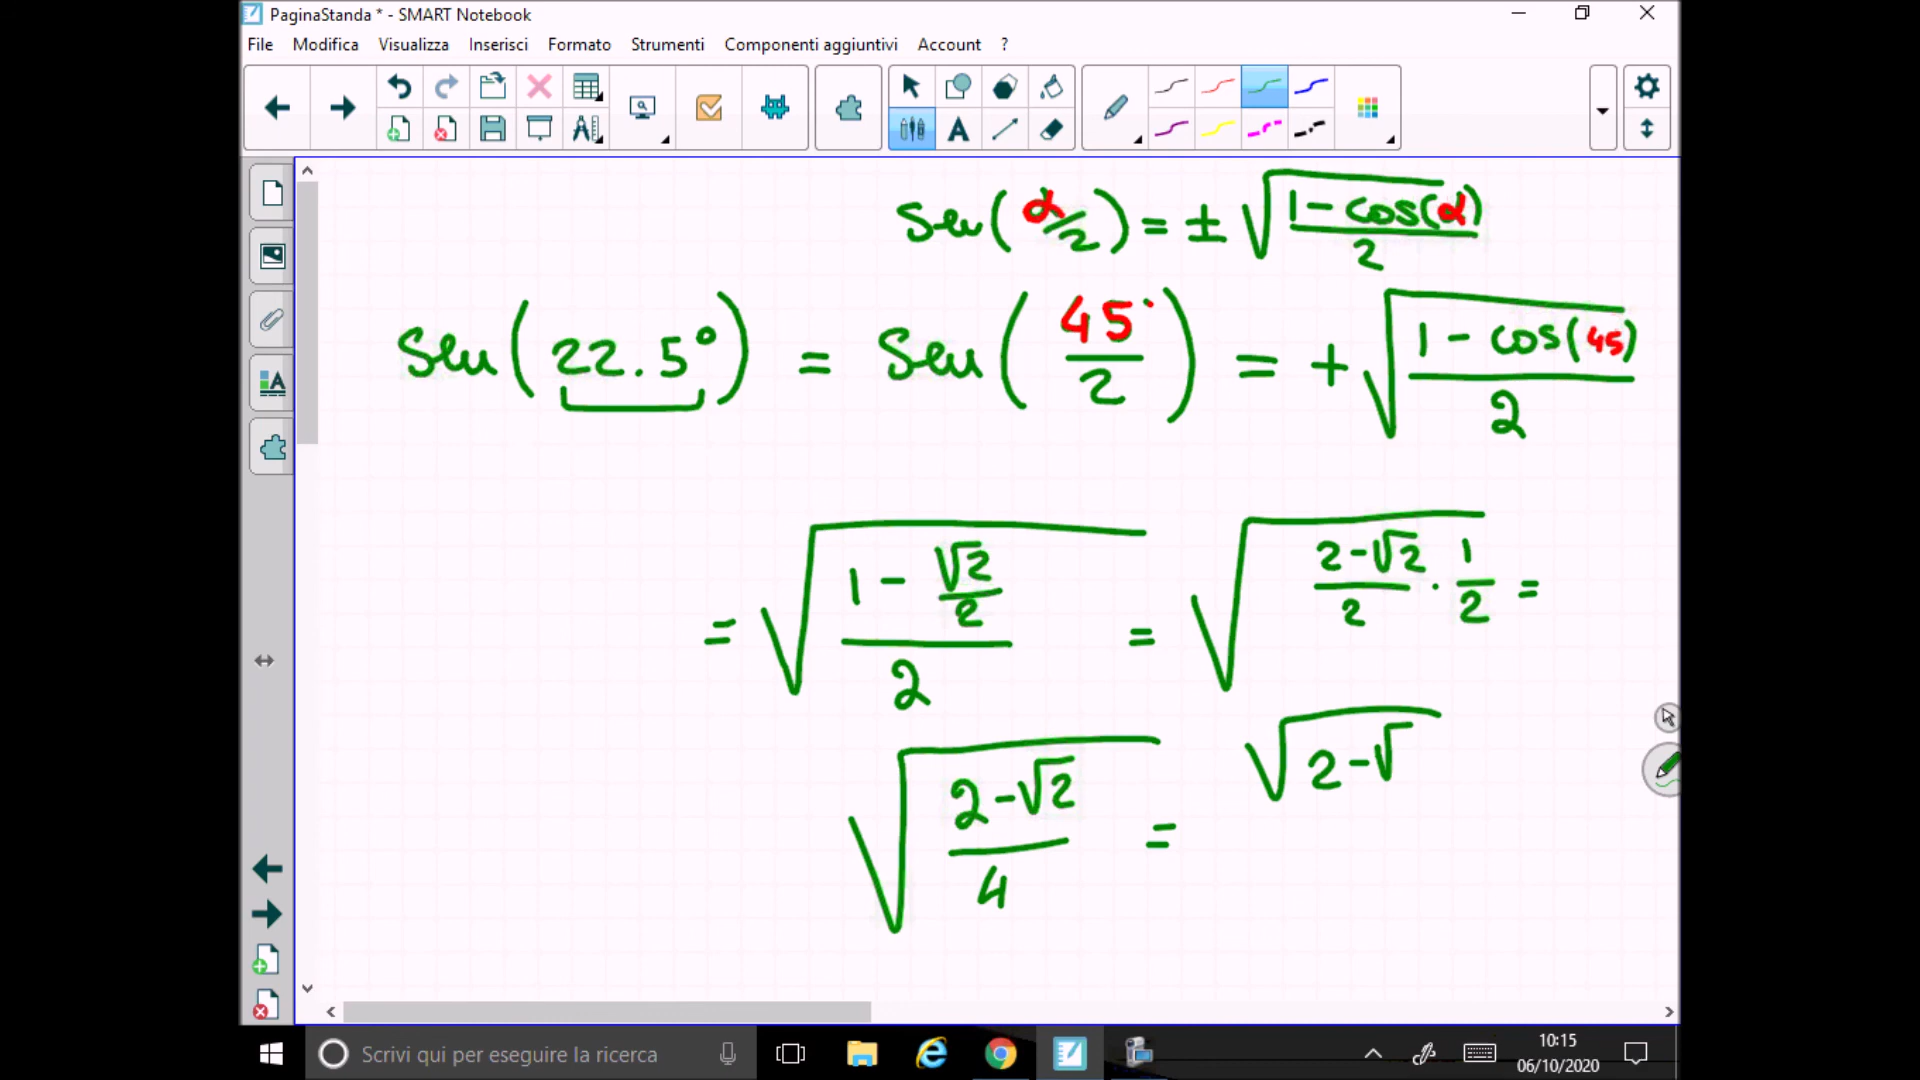 PaginaStanda * - SMART Notebook
File Modifica Visualizza Inserisci Formato Strumenti Componenti aggiuntivi Account ?
sen(α/2) = ± √((1 - cos(α))/2)
sen(22.5°) = sen(45°/2) = + √((1 - cos(45))/2)
= √((1 - √2/2)/2) = √((2-√2)/2 · 1/2) =
√((2-√2)/4) = √(2-√
Scrivi qui per eseguire la ricerca
10:15
06/10/2020